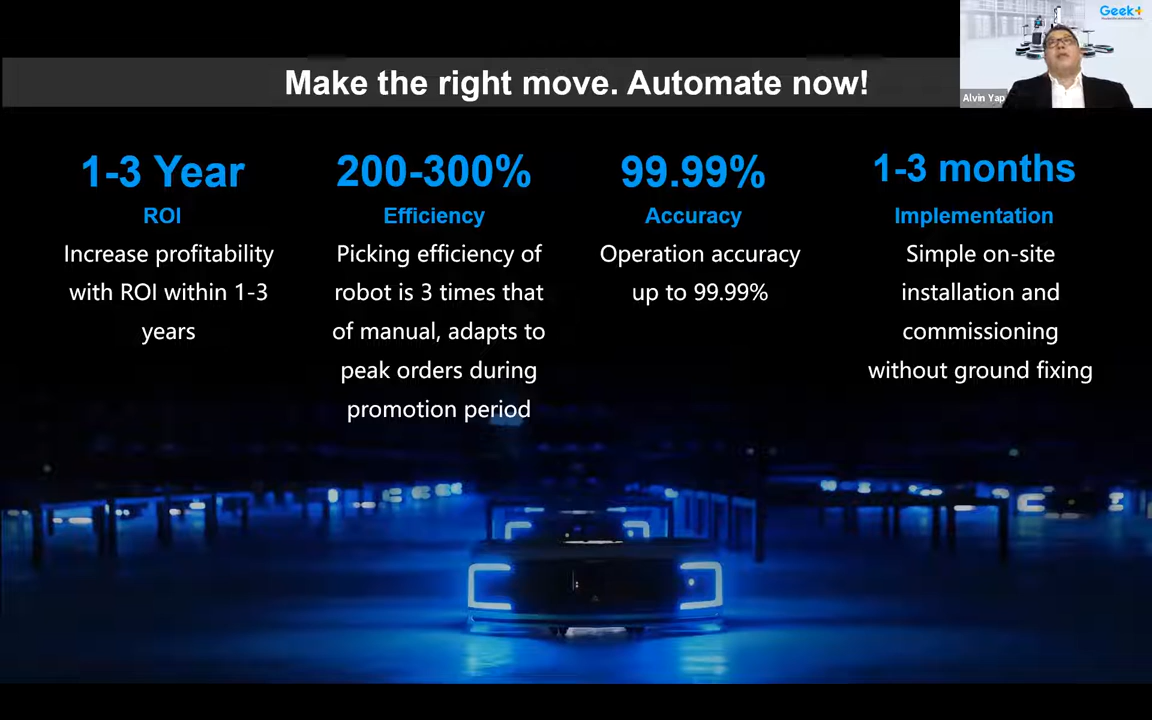 Geek+
Make the right move. Automate now!
Alvin Yap
1-3 Year
ROI
Increase profitability
with ROI within 1-3
years
200-300%
Efficiency
Picking efficiency of
robot is 3 times that
of manual, adapts to
peak orders during
promotion period
99.99%
Accuracy
Operation accuracy
up to 99.99%
1-3 months
Implementation
Simple on-site
installation and
commissioning
without ground fixing